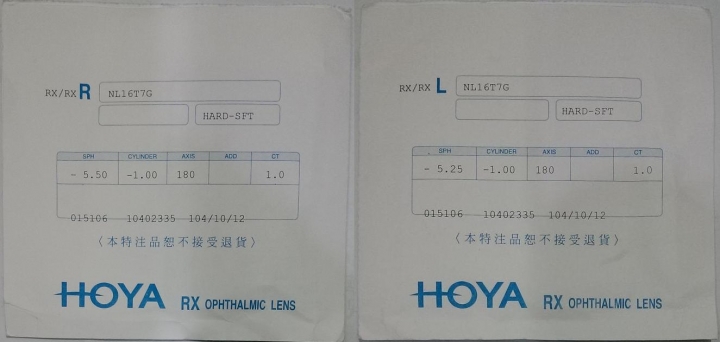 RX/RX R NL16T7G
HARD-SFT
SPH CYLINDER AXIS ADD CT
- 5.50 -1.00 180 1.0
015106 10402335 104/10/12
〈本特注品恕不接受退貨〉
HOYA RX OPHTHALMIC LENS
RX/RX L NL16T7G
HARD-SFT
SPH CYLINDER AXIS ADD CT
- 5.25 -1.00 180 1.0
015106 10402335 104/10/12
〈本特注品恕不接受退貨〉
HOYA RX OPHTHALMIC LENS